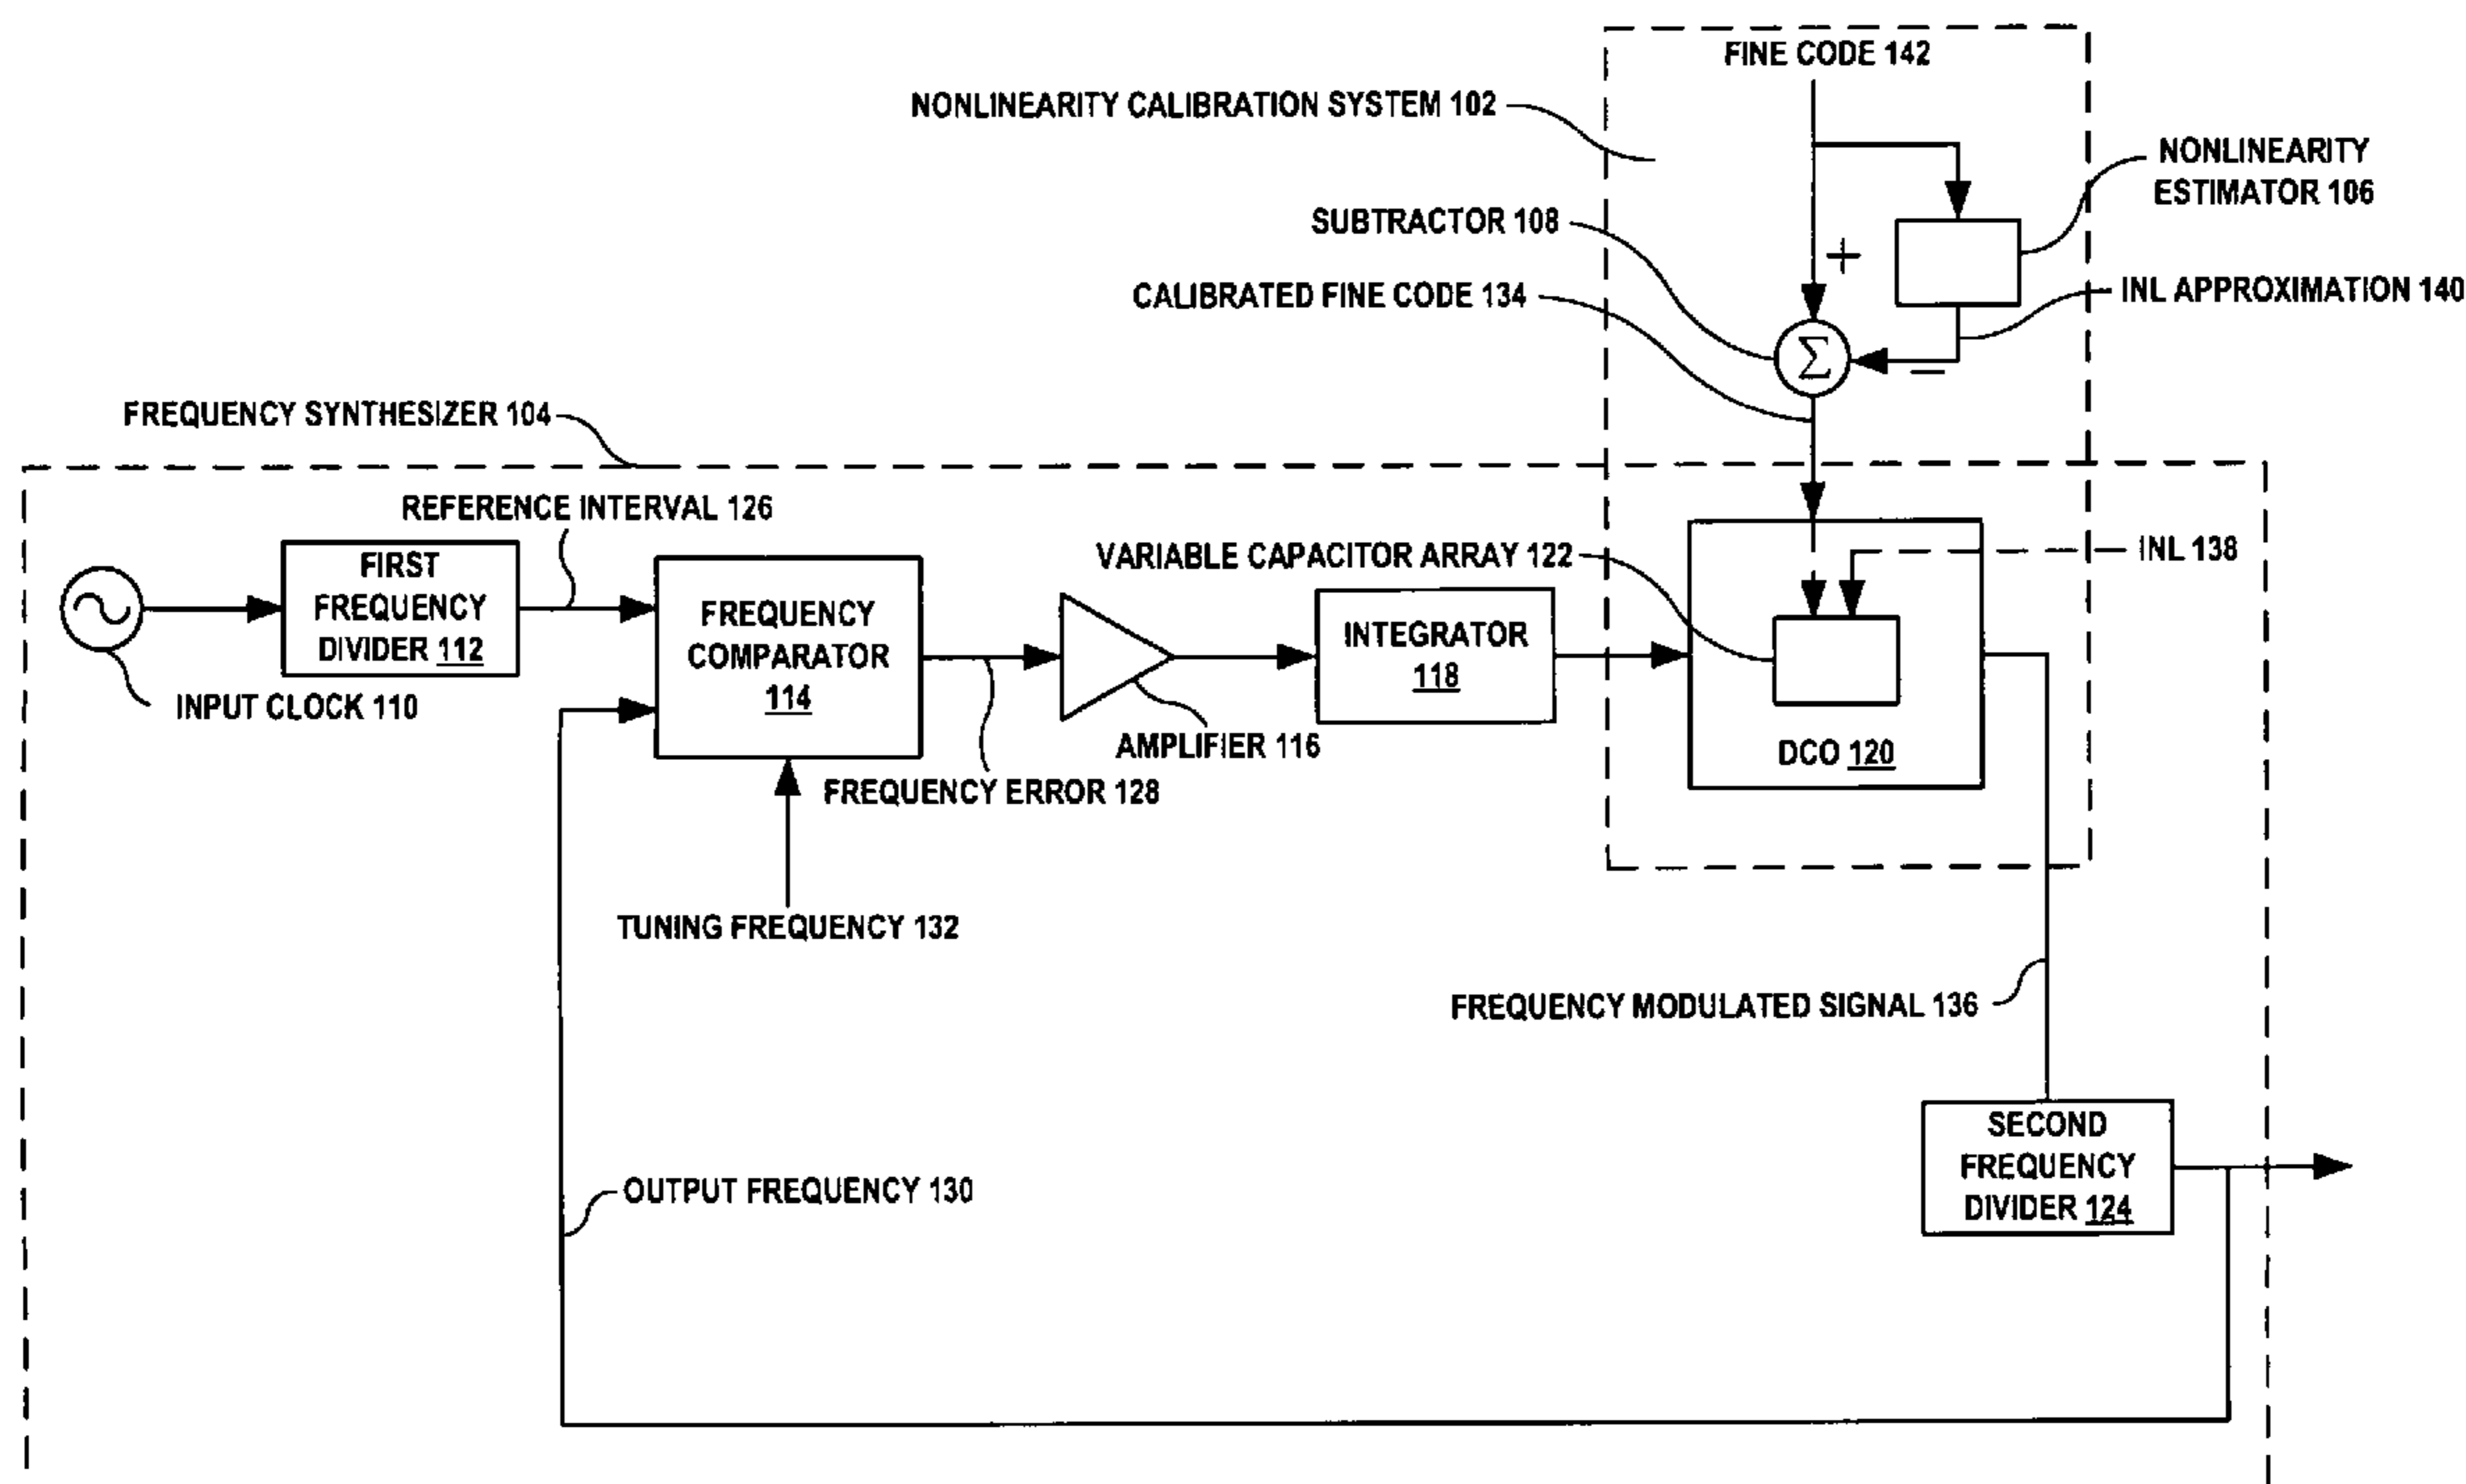 FINE CODE 142
NONLINEARITY CALIBRATION SYSTEM 102
NONLINEARITY
ESTIMATOR 106
SUBTRACTOR 108
+
CALIBRATED FINE CODE 134
INL APPROXIMATION 140
Σ
−
FREQUENCY SYNTHESIZER 104
REFERENCE INTERVAL 126
VARIABLE CAPACITOR ARRAY 122
INL 138
FIRST
FREQUENCY
DIVIDER 112
FREQUENCY
COMPARATOR
114
INTEGRATOR
118
INPUT CLOCK 110
AMPLIFIER 116
DCO 120
FREQUENCY ERROR 128
TUNING FREQUENCY 132
FREQUENCY MODULATED SIGNAL 136
SECOND
FREQUENCY
DIVIDER 124
OUTPUT FREQUENCY 130